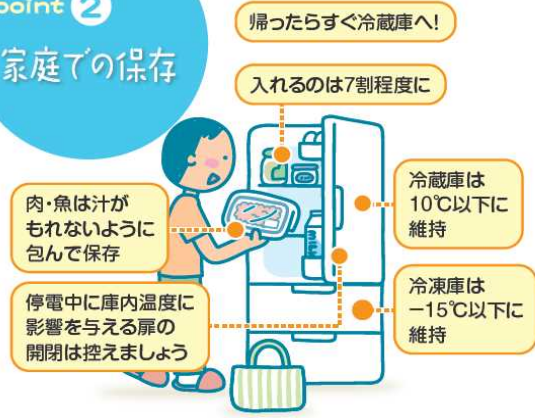 point 2
家庭での保存
帰ったらすぐ冷蔵庫へ!
入れるのは7割程度に
冷蔵庫は
10℃以下に
維持
肉・魚は汁が
もれないように
包んで保存
冷凍庫は
−15℃以下に
維持
停電中に庫内温度に
影響を与える扉の
開閉は控えましょう
MILK